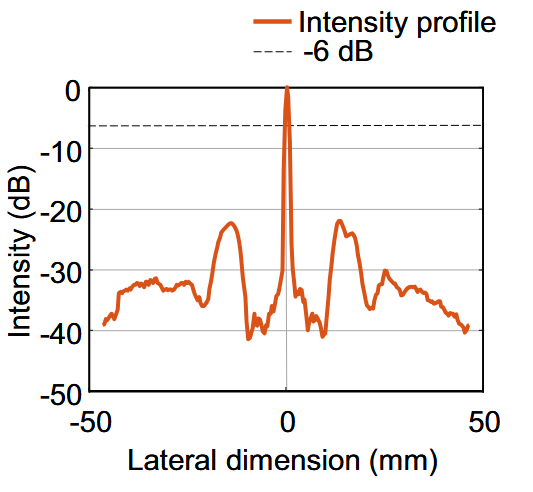 Intensity profile
-6 dB
0
-10
-20
-30
-40
-50
Intensity (dB)
-50 0 50
Lateral dimension (mm)